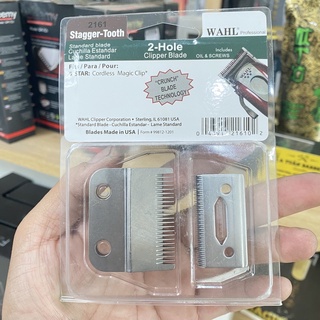 2161
Stagger-Tooth
Standard blade
Cuchilla Estandar
Lame Standard
WAHL
Professional
2-Hole
Clipper Blade
Includes
OIL & SCREWS
Fits / Para / Pour:
5 STAR: Cordless Magic Clip*
"CRUNCH"
BLADE
TECHNOLOGY
WAHL Clipper Corporation • Sterling, IL 61081 USA
*Standard Blade - Cuchilla Estandar - Lame Standard
Blades Made in USA